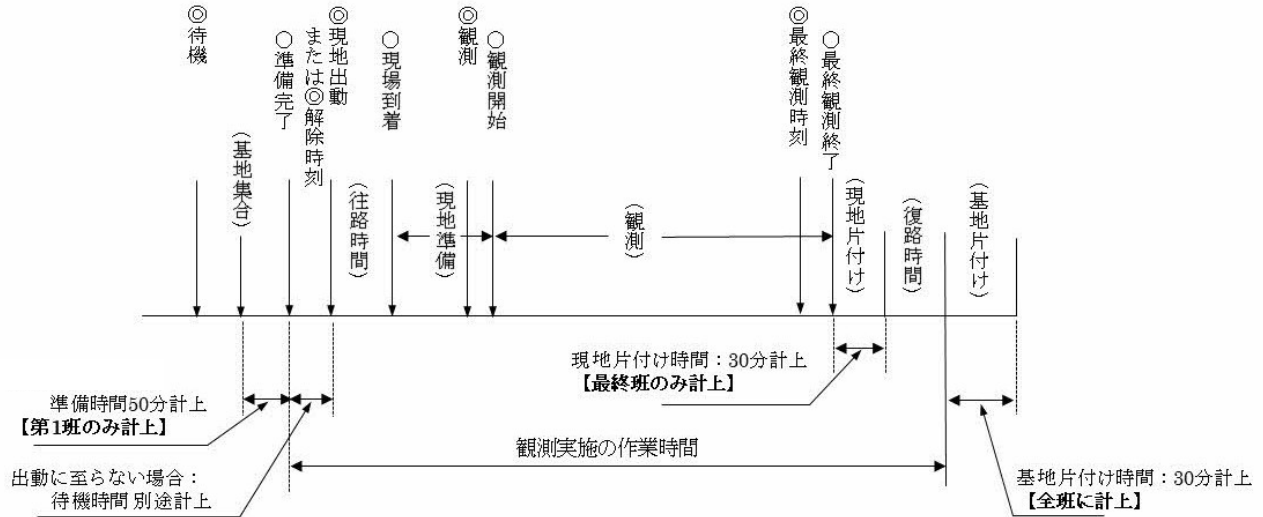 ◎待機
(基地集合)
○準備完了
◎現地出動
または◎解除時刻
(往路時間)
○現場到着
(現地準備)
◎観測
○観測開始
(観測)
◎最終観測時刻
○最終観測終了
(現地片付け)
(復路時間)
(基地片付け)
現地片付け時間：30分計上
【最終班のみ計上】
準備時間50分計上
【第1班のみ計上】
観測実施の作業時間
出動に至らない場合：
待機時間 別途計上
基地片付け時間：30分計上
【全班に計上】